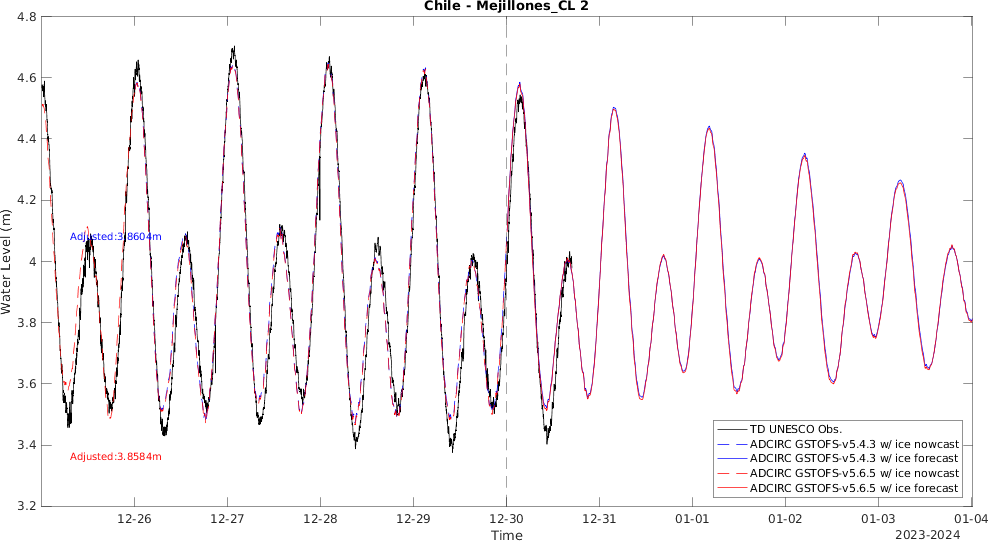 Chile - Mejillones_CL 2
4.8
4.6
4.4
4.2
4
3.8
3.6
3.4
3.2
Water Level (m)
Adjusted:3.8604m
Adjusted:3.8584m
TD UNESCO Obs.
ADCIRC GSTOFS-v5.4.3 w/ ice nowcast
ADCIRC GSTOFS-v5.4.3 w/ ice forecast
ADCIRC GSTOFS-v5.6.5 w/ ice nowcast
ADCIRC GSTOFS-v5.6.5 w/ ice forecast
12-26 12-27 12-28 12-29 12-30 12-31 01-01 01-02 01-03 01-04
Time
2023-2024